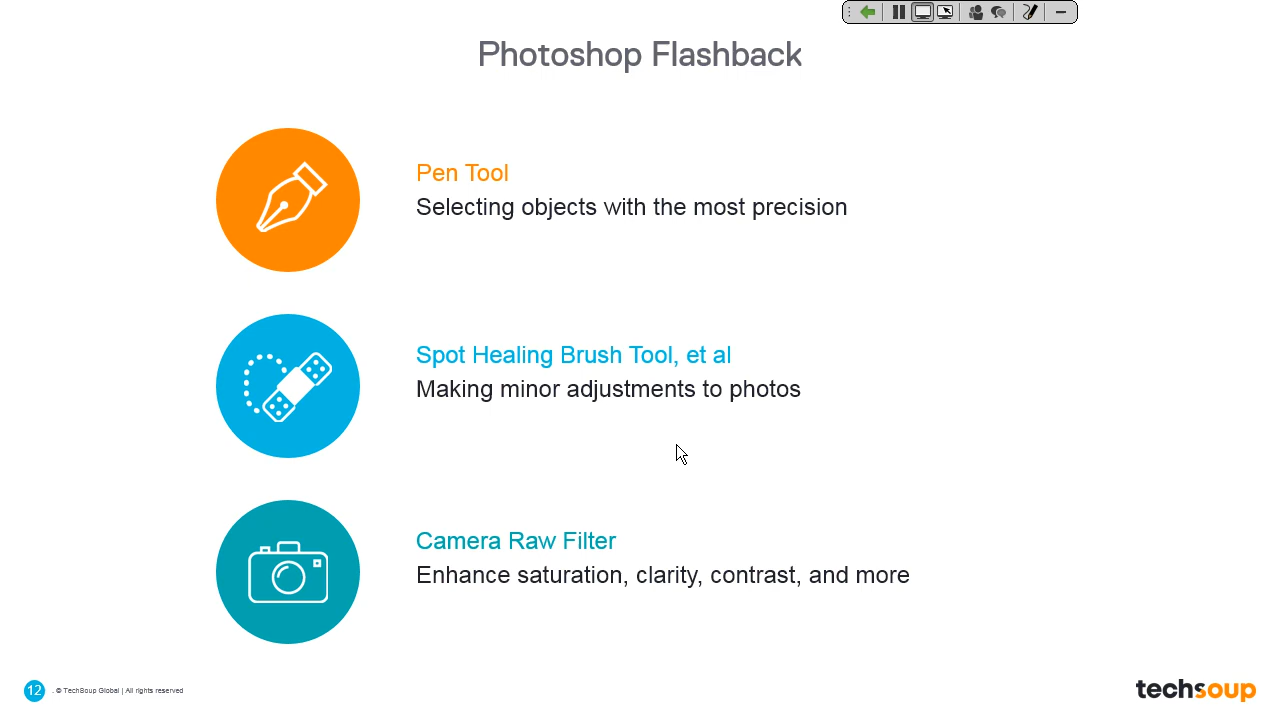 Photoshop Flashback
Pen Tool
Selecting objects with the most precision
Spot Healing Brush Tool, et al
Making minor adjustments to photos
Camera Raw Filter
Enhance saturation, clarity, contrast, and more
12 . © TechSoup Global | All rights reserved
techsoup